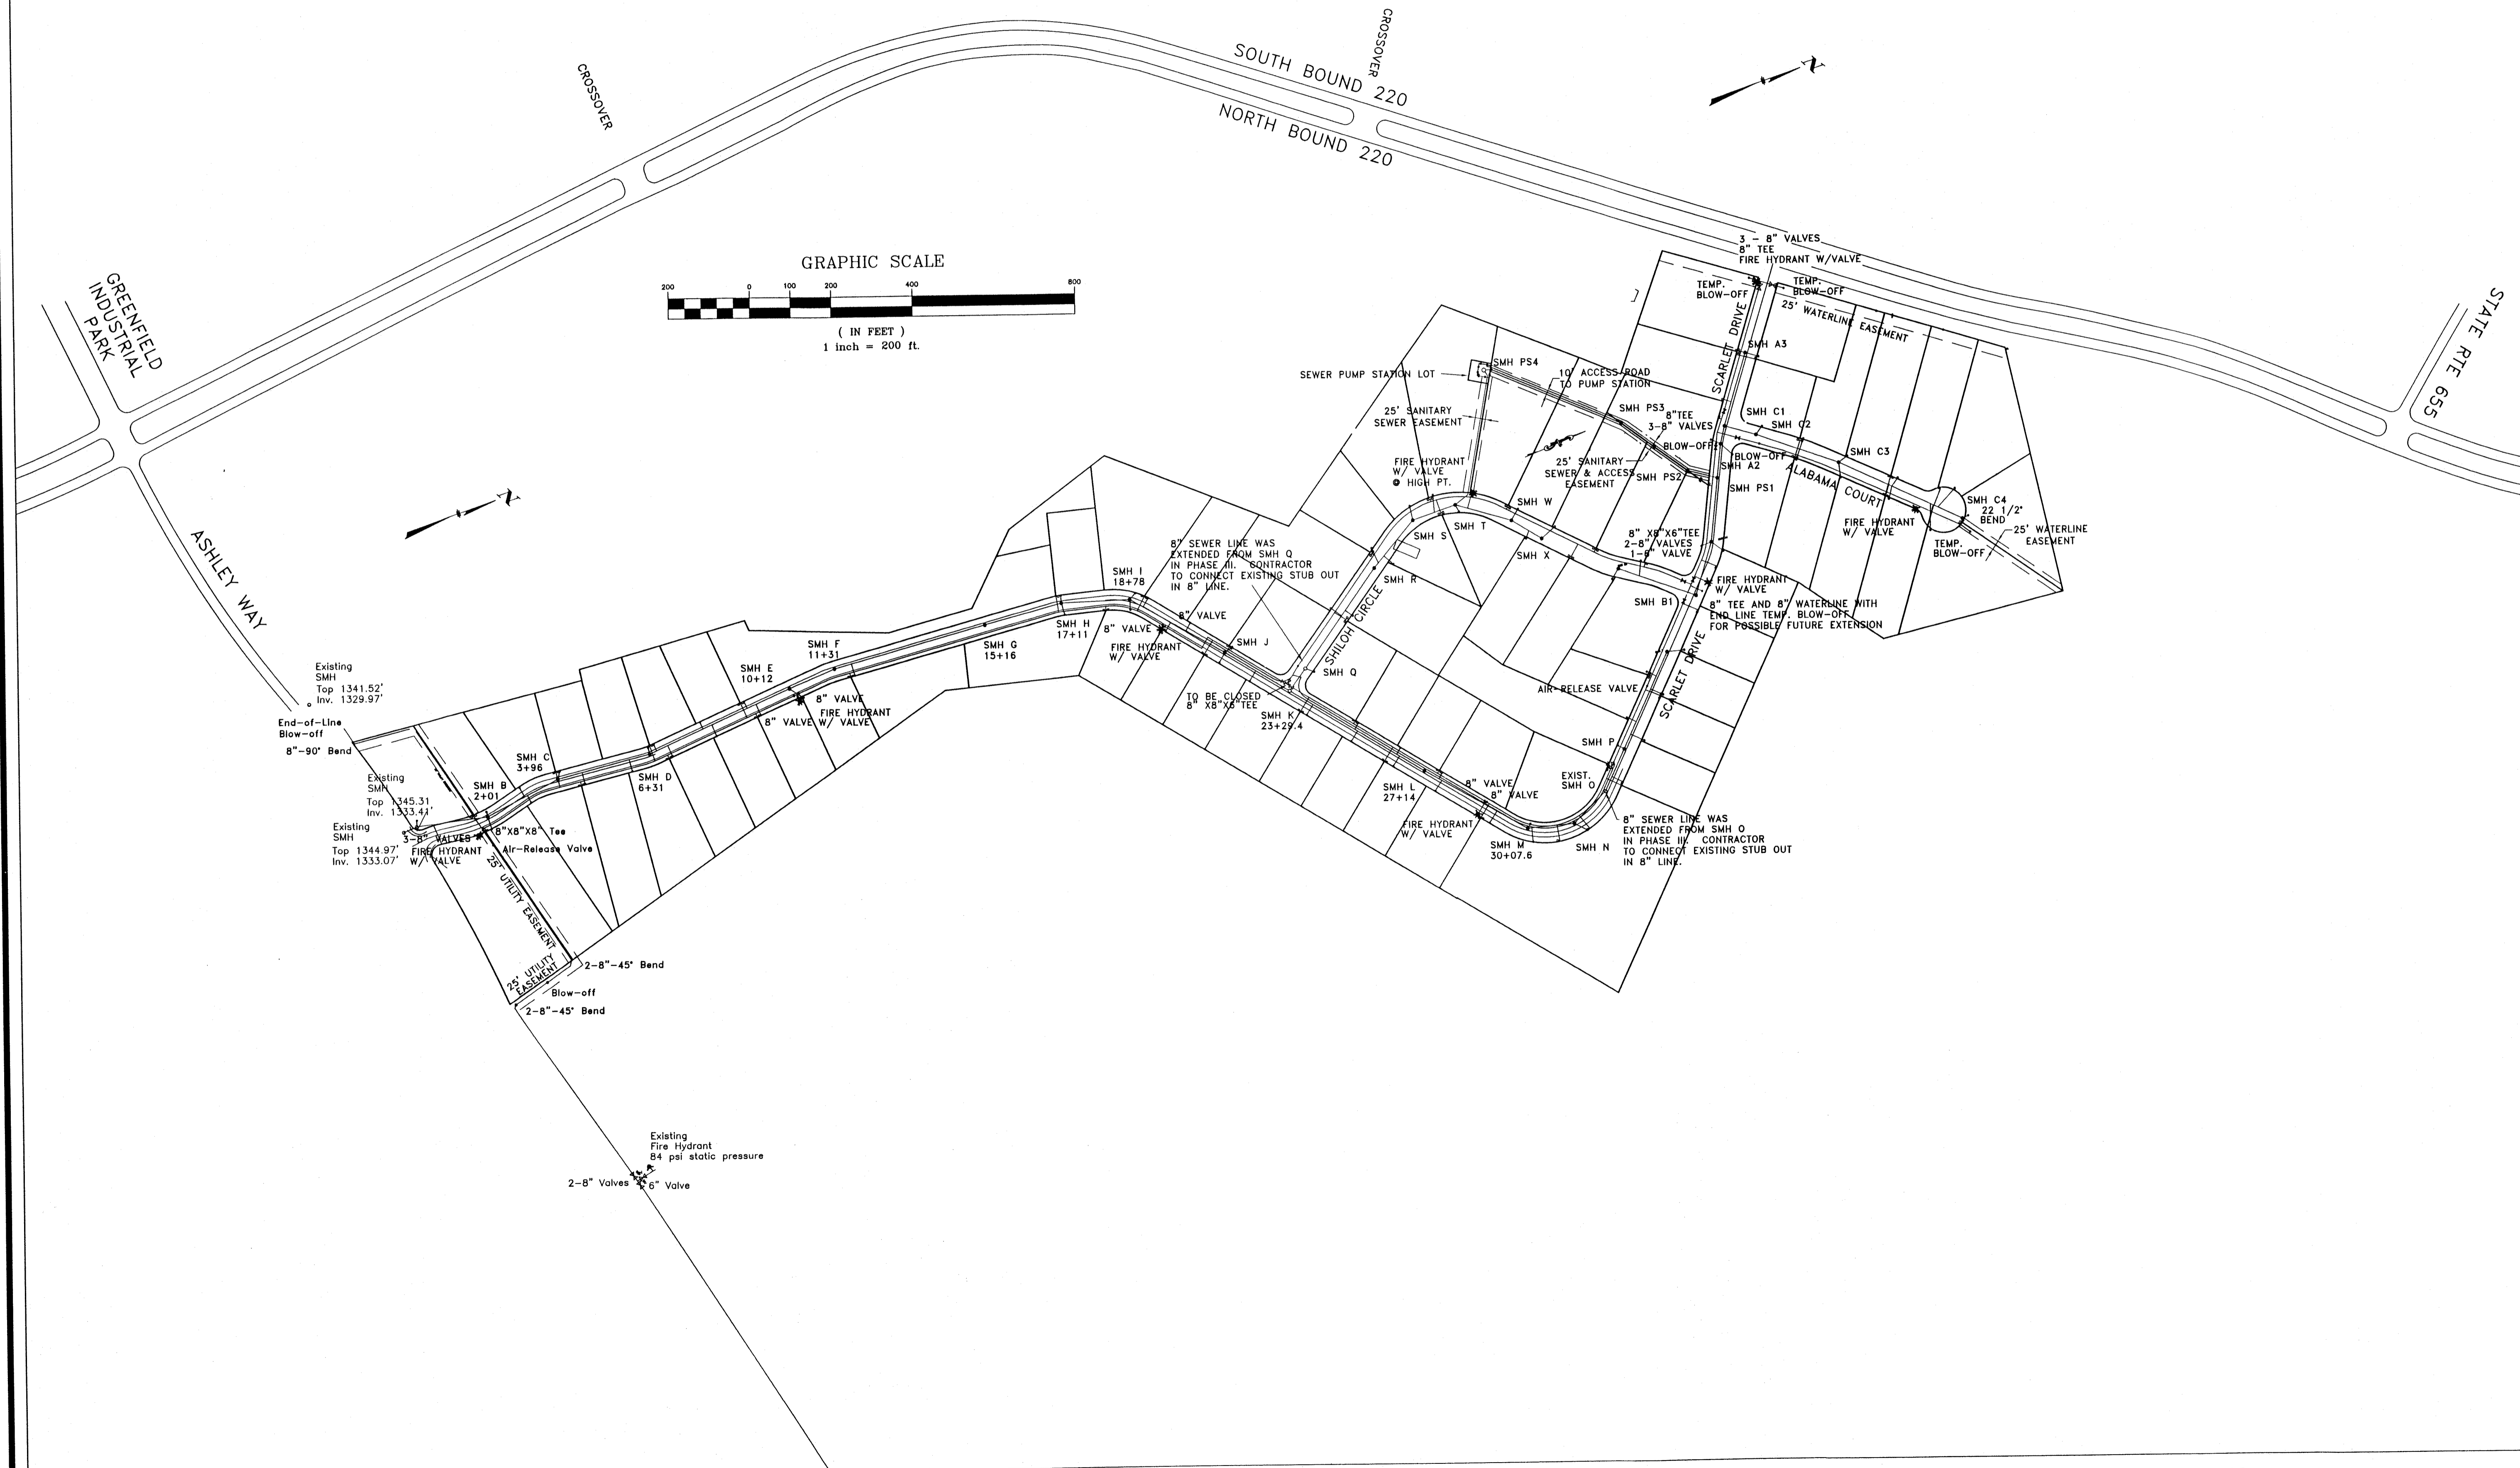 CROSSOVER
SOUTH BOUND 220
CROSSOVER
NORTH BOUND 220
N
GREENFIELD
INDUSTRIAL
PARK
GRAPHIC SCALE
200
0
100
200
400
800
( IN FEET )
1 inch = 200 ft.
STATE RTE 655
3 - 8" VALVES
8" TEE
FIRE HYDRANT W/VALVE
TEMP.
BLOW-OFF
TEMP.
BLOW-OFF
25' WATERLINE EASEMENT
SCARLET DRIVE
SMH A3
SMH PS4
SEWER PUMP STATION LOT
10' ACCESS ROAD
TO PUMP STATION
25' SANITARY
SEWER EASEMENT
SMH PS3
8"TEE
3-8" VALVES
BLOW-OFF
SMH C1
SMH C2
SMH C3
BLOW-OFF
SMH A2
ALABAMA COURT
FIRE HYDRANT
W/ VALVE
@ HIGH PT.
25' SANITARY
SEWER & ACCESS
EASEMENT
SMH PS2
SMH PS1
SMH C4
22 1/2°
BEND
FIRE HYDRANT
W/ VALVE
TEMP.
BLOW-OFF
25' WATERLINE
EASEMENT
N
ASHLEY WAY
SMH W
SMH T
SMH S
SMH X
SMH R
8" X8"X6"TEE
2-8" VALVES
1-6" VALVE
FIRE HYDRANT
W/ VALVE
SMH B1
8" TEE AND 8" WATERLINE WITH
END LINE TEMP. BLOW-OFF
FOR POSSIBLE FUTURE EXTENSION
8" SEWER LINE WAS
EXTENDED FROM SMH Q
IN PHASE III. CONTRACTOR
TO CONNECT EXISTING STUB OUT
IN 8" LINE.
SMH I
18+78
8" VALVE
8" VALVE
FIRE HYDRANT
W/ VALVE
SMH H
17+11
SMH J
SHILOH CIRCLE
SMH Q
SMH G
15+16
SMH F
11+31
SMH E
10+12
8" VALVE
FIRE HYDRANT
8" VALVE
W/ VALVE
TO BE CLOSED
8" X8"X8"TEE
SMH K
23+29.4
AIR-RELEASE VALVE
SCARLET DRIVE
SMH P
EXIST.
SMH O
SMH L
27+14
8" VALVE
8" VALVE
FIRE HYDRANT
W/ VALVE
SMH M
30+07.6
SMH N
8" SEWER LINE WAS
EXTENDED FROM SMH O
IN PHASE III. CONTRACTOR
TO CONNECT EXISTING STUB OUT
IN 8" LINE.
Existing
SMH
Top 1341.52'
Inv. 1329.97'
End-of-Line
Blow-off
8"-90° Bend
Existing
SMH
Top 1345.31
Inv. 1333.41'
Existing
SMH
Top 1344.97'
Inv. 1333.07'
SMH B
2+01
SMH C
3+96
SMH D
6+31
3-8" VALVES
FIRE HYDRANT
W/ VALVE
8"X8"X8" Tee
Air-Release Valve
25' UTILITY EASEMENT
25' UTILITY
EASEMENT
2-8"-45° Bend
Blow-off
2-8"-45° Bend
Existing
Fire Hydrant
84 psi static pressure
2-8" Valves
6" Valve